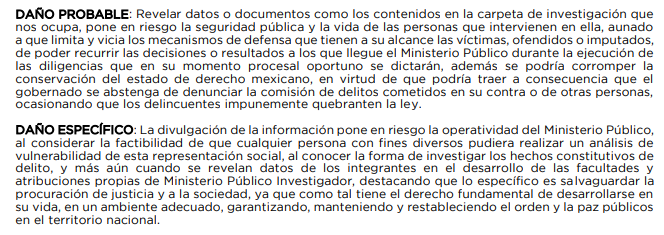 DAÑO PROBABLE: Revelar datos o documentos como los contenidos en la carpeta de investigación que
nos ocupa, pone en riesgo la seguridad pública y la vida de las personas que intervienen en ella, aunado
a que limita y vicia los mecanismos de defensa que tienen a su alcance las víctimas, ofendidos o imputados,
de poder recurrir las decisiones o resultados a los que llegue el Ministerio Público durante la ejecución de
las diligencias que en su momento procesal oportuno se dictarán, además se podría corromper la
conservación del estado de derecho mexicano, en virtud de que podría traer a consecuencia que el
gobernado se abstenga de denunciar la comisión de delitos cometidos en su contra o de otras personas,
ocasionando que los delincuentes impunemente quebranten la ley.
DAÑO ESPECÍFICO: La divulgación de la información pone en riesgo la operatividad del Ministerio Público,
al considerar la factibilidad de que cualquier persona con fines diversos pudiera realizar un análisis de
vulnerabilidad de esta representación social, al conocer la forma de investigar los hechos constitutivos de
delito, y más aún cuando se revelan datos de los integrantes en el desarrollo de las facultades y
atribuciones propias de Ministerio Público Investigador, destacando que lo específico es salvaguardar la
procuración de justicia y a la sociedad, ya que como tal tiene el derecho fundamental de desarrollarse en
su vida, en un ambiente adecuado, garantizando, manteniendo y restableciendo el orden y la paz públicos
en el territorio nacional.